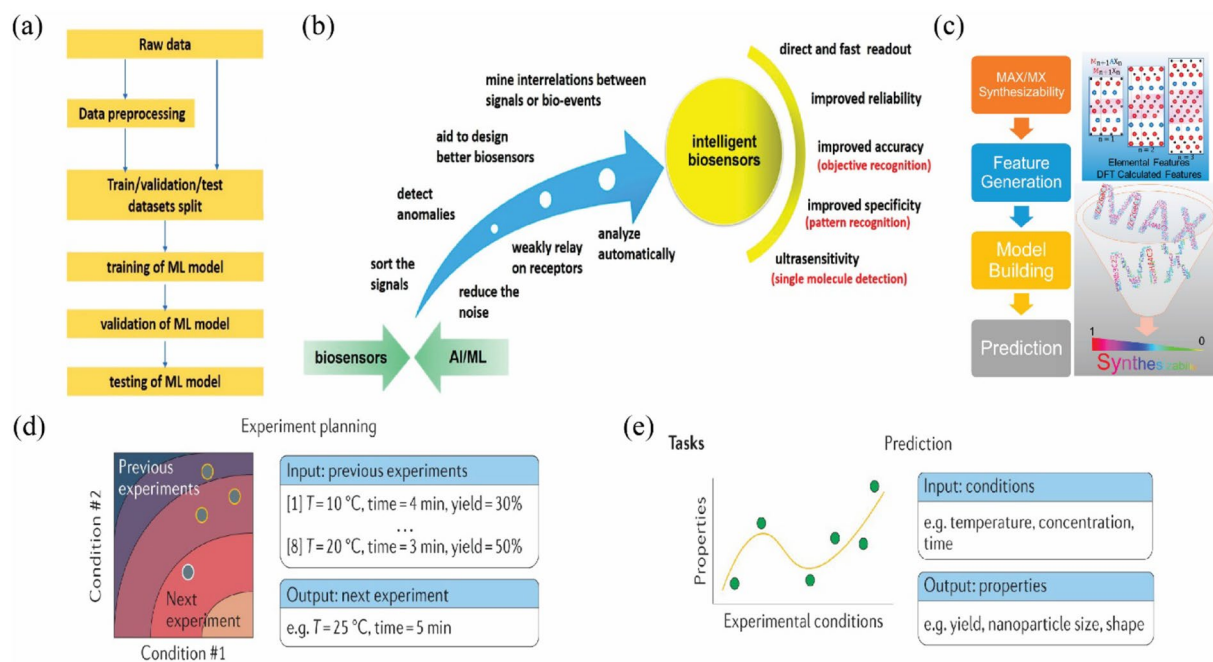 (a)
Raw data
Data preprocessing
Train/validation/test
datasets split
training of ML model
validation of ML model
testing of ML model
(b)
mine interrelations between
signals or bio-events
aid to design
better biosensors
detect
anomalies
sort the
signals
weakly relay
on receptors
analyze
automatically
reduce the
noise
biosensors
AI/ML
intelligent
biosensors
direct and fast readout
improved reliability
improved accuracy
(objective recognition)
improved specificity
(pattern recognition)
ultrasensitivity
(single molecule detection)
(c)
MAX/MX
Synthesizability
Feature
Generation
Model
Building
Prediction
Mn+1AXn
Mn+1Xn
n = 1
n = 2
n = 3
Elemental Features
DFT Calculated Features
MAX
MX
1
0
Synthesizable
(d)
Experiment planning
Condition #2
Previous
experiments
Next
experiment
Condition #1
Input: previous experiments
[1] T = 10 °C, time = 4 min, yield = 30%
...
[8] T = 20 °C, time = 3 min, yield = 50%
Output: next experiment
e.g. T = 25 °C, time = 5 min
(e)
Tasks
Prediction
Properties
Experimental conditions
Input: conditions
e.g. temperature, concentration,
time
Output: properties
e.g. yield, nanoparticle size, shape